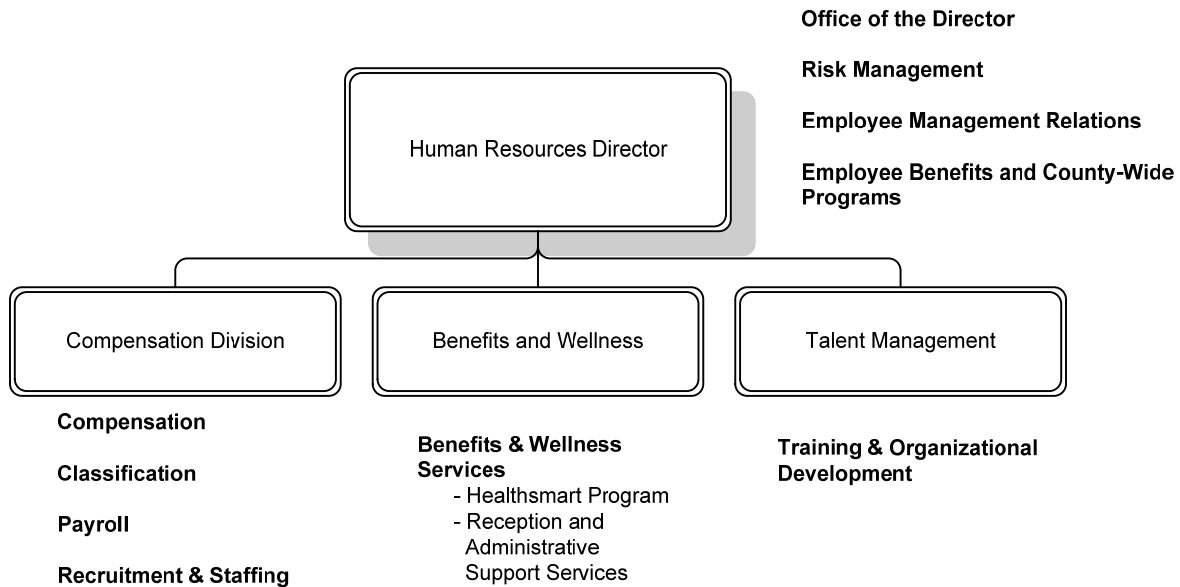 Office of the Director
Risk Management
Employee Management Relations
Employee Benefits and County-Wide
Programs
Human Resources Director
Compensation Division
Benefits and Wellness
Talent Management
Compensation
Classification
Payroll
Recruitment & Staffing
Benefits & Wellness
Services
- Healthsmart Program
- Reception and
Administrative
Support Services
Training & Organizational
Development